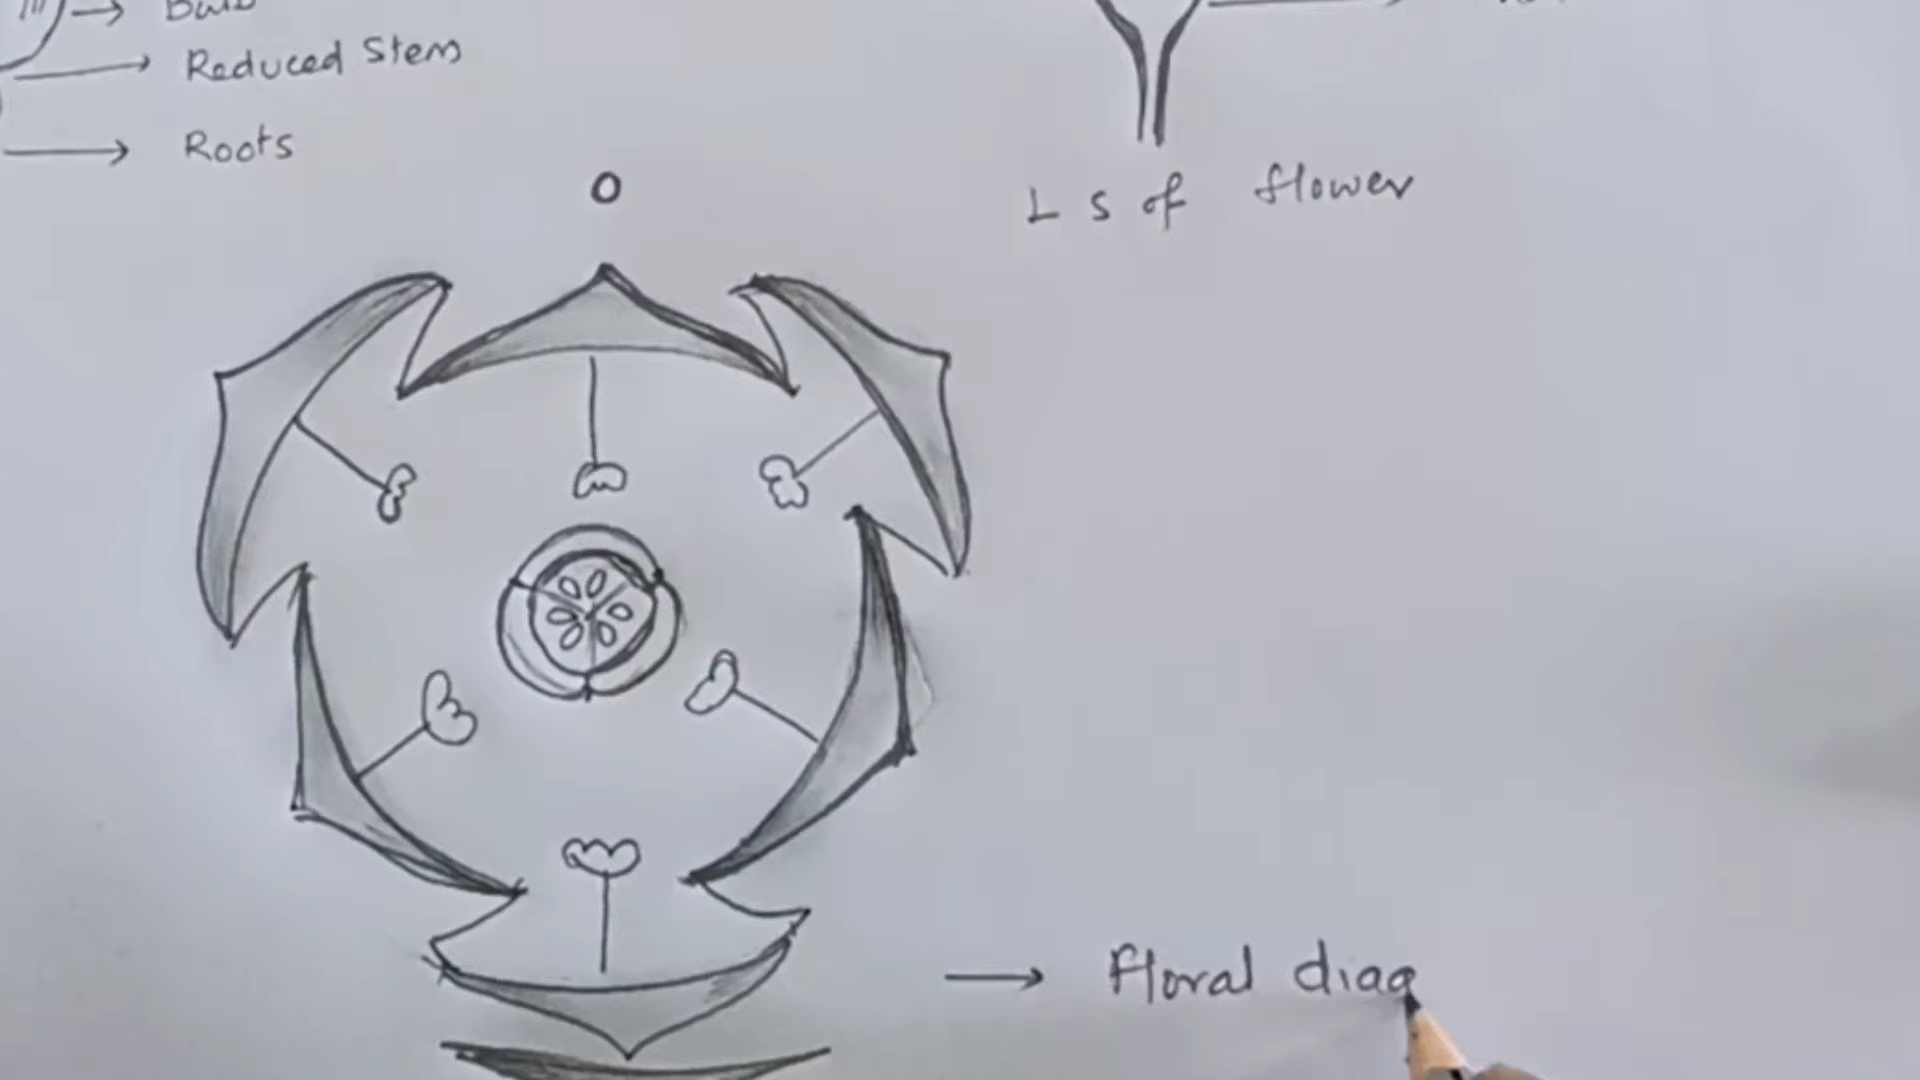 Reduced Stem
Roots
L S of flower
Floral diag